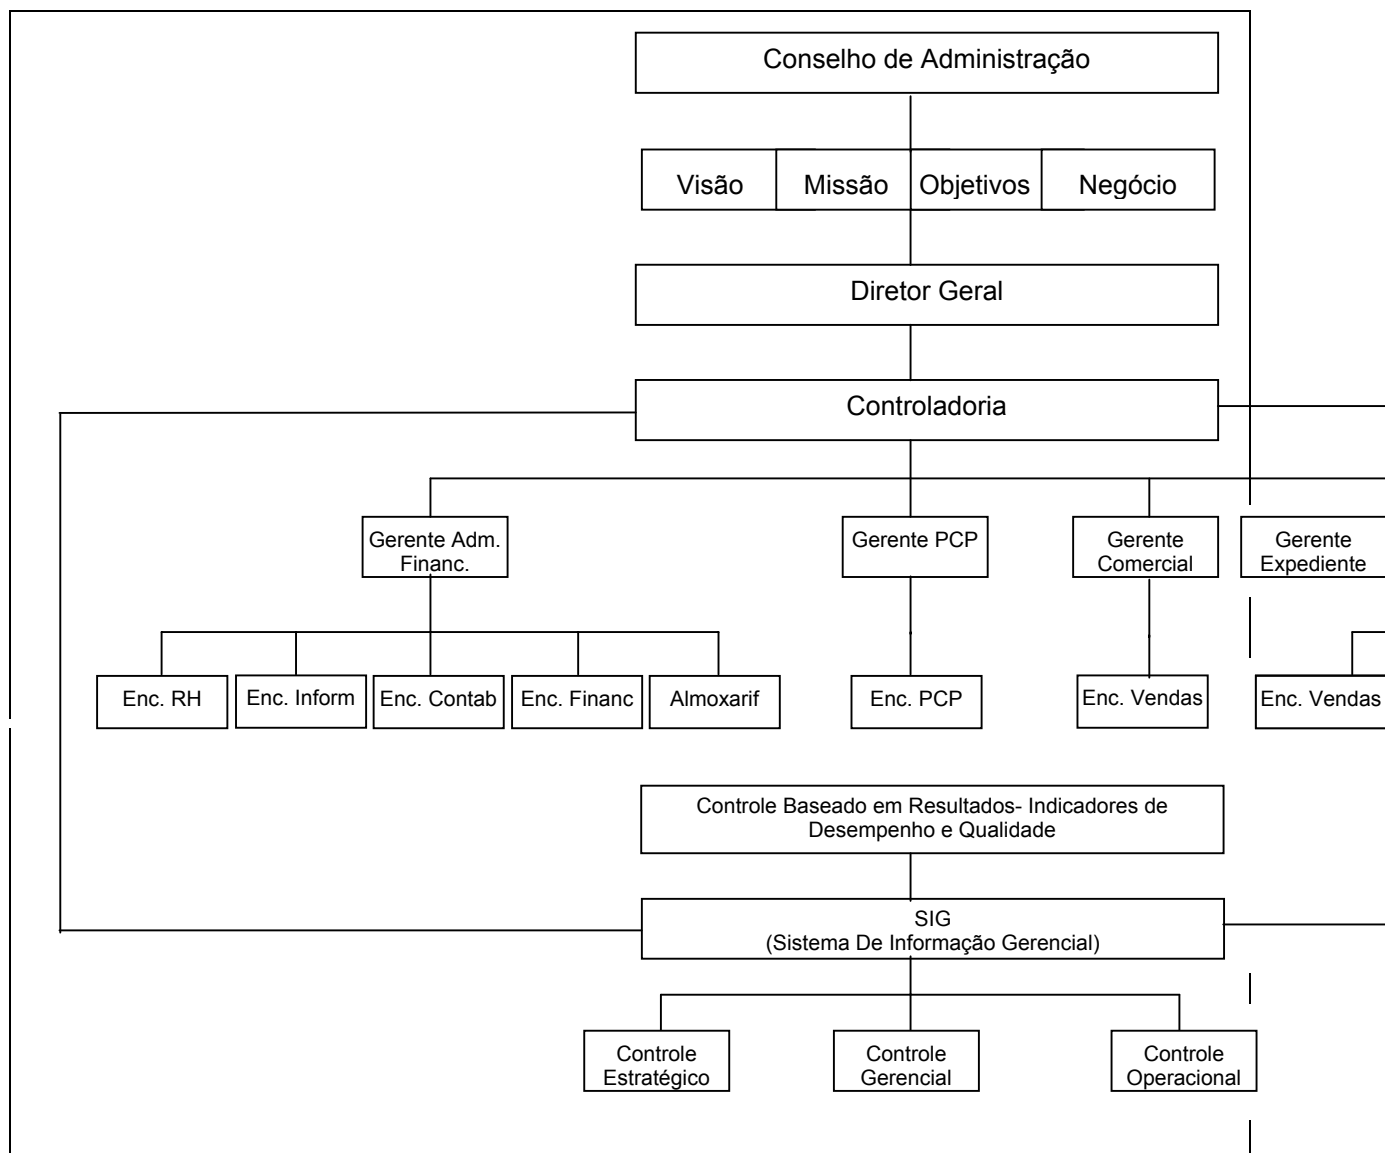 Conselho de Administração
Visão
Missão
Objetivos
Negócio
Diretor Geral
Controladoria
Gerente Adm.
Financ.
Gerente PCP
Gerente
Comercial
Gerente
Expediente
Enc. RH
Enc. Inform
Enc. Contab
Enc. Financ
Almoxarif
Enc. PCP
Enc. Vendas
Enc. Vendas
Controle Baseado em Resultados- Indicadores de
Desempenho e Qualidade
SIG
(Sistema De Informação Gerencial)
Controle
Estratégico
Controle
Gerencial
Controle
Operacional